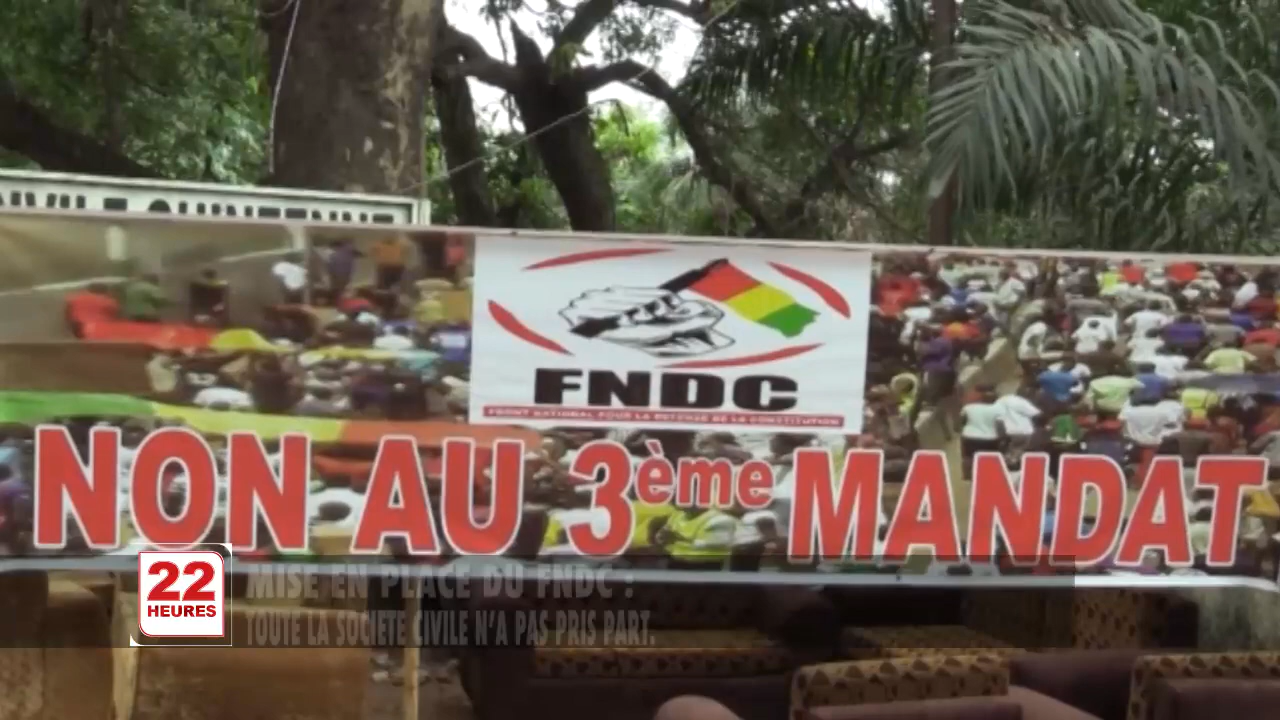 FNDC
FRONT NATIONAL POUR LA DEFENSE DE LA CONSTITUTION
NON AU 3ème MANDAT
22
HEURES
MISE EN PLACE DU FNDC :
TOUTE LA SOCIETE CIVILE N'A PAS PRIS PART.